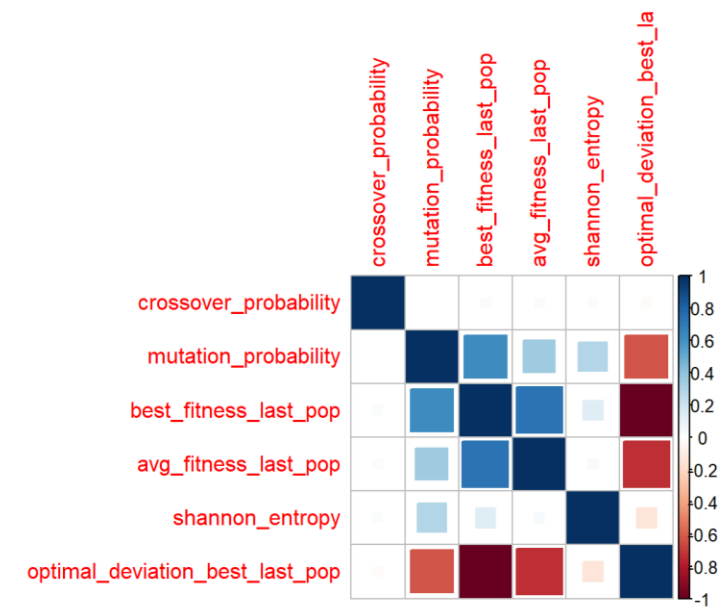 crossover_probability
mutation_probability
best_fitness_last_pop
avg_fitness_last_pop
shannon_entropy
optimal_deviation_best_la
crossover_probability
mutation_probability
best_fitness_last_pop
avg_fitness_last_pop
shannon_entropy
optimal_deviation_best_last_pop
1
0.8
0.6
0.4
0.2
0
-0.2
-0.4
-0.6
-0.8
-1